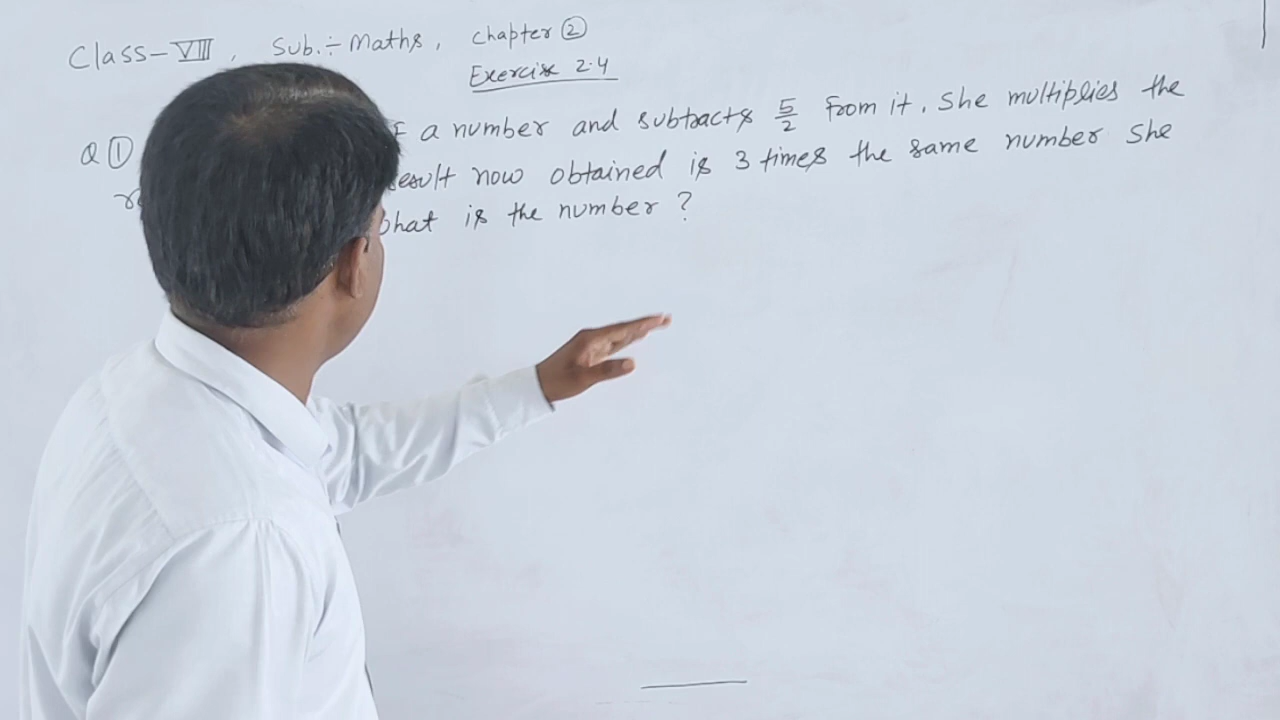 Class-VIII, Sub.:- Maths, Chapter ②
Exercise 2.4
Q ① a number and subtracts 5/2 from it. She multiplies the
result now obtained is 3 times the same number she
what is the number ?